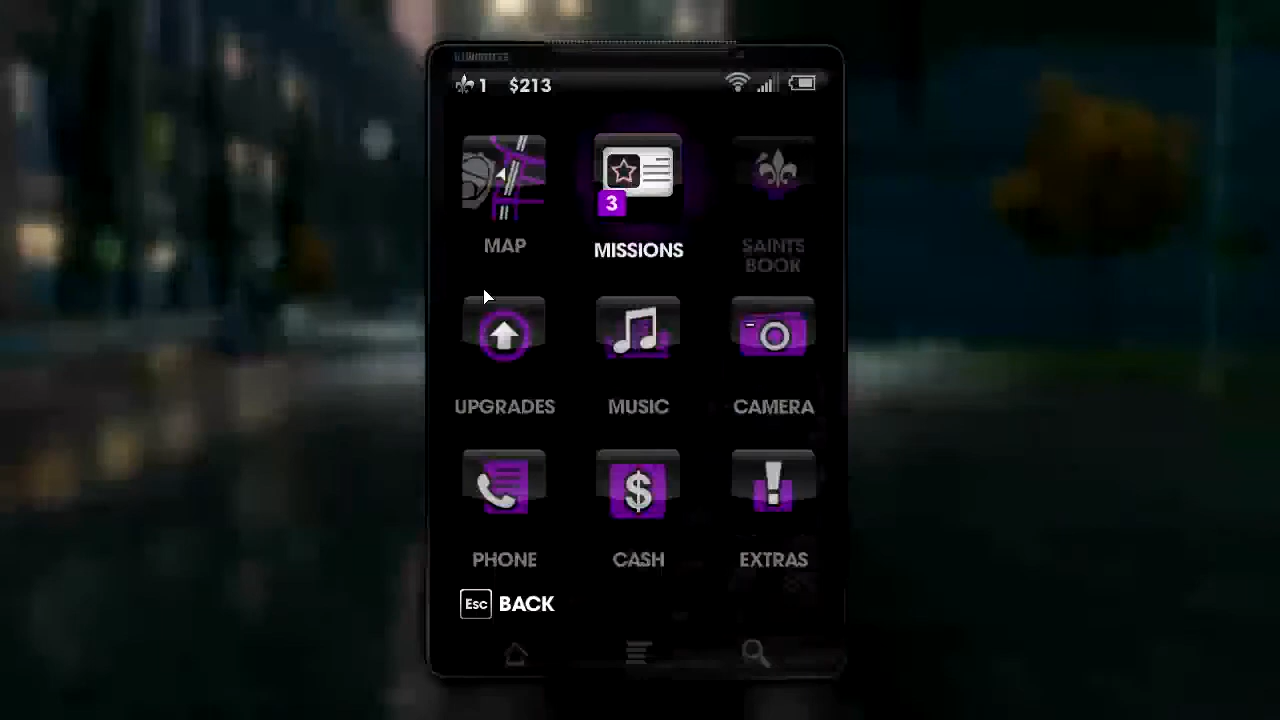 1 $213
MAP
MISSIONS
3
SAINTS
BOOK
UPGRADES
MUSIC
CAMERA
PHONE
CASH
EXTRAS
Esc BACK